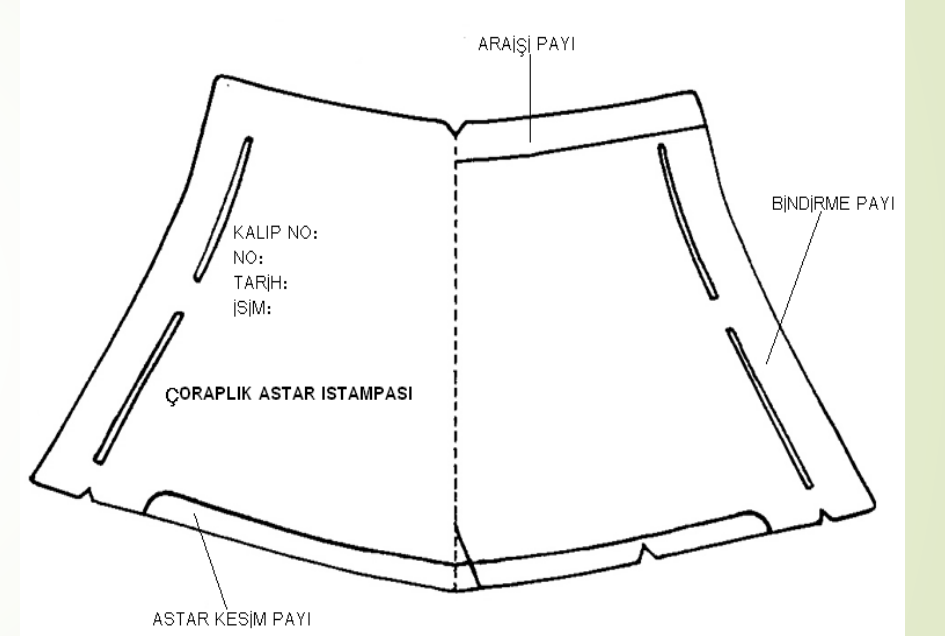 ARAİŞİ PAYI
BİNDİRME PAYI
KALIP NO:
NO:
TARİH:
İSİM:
ÇORAPLIK ASTAR ISTAMPASI
ASTAR KESİM PAYI